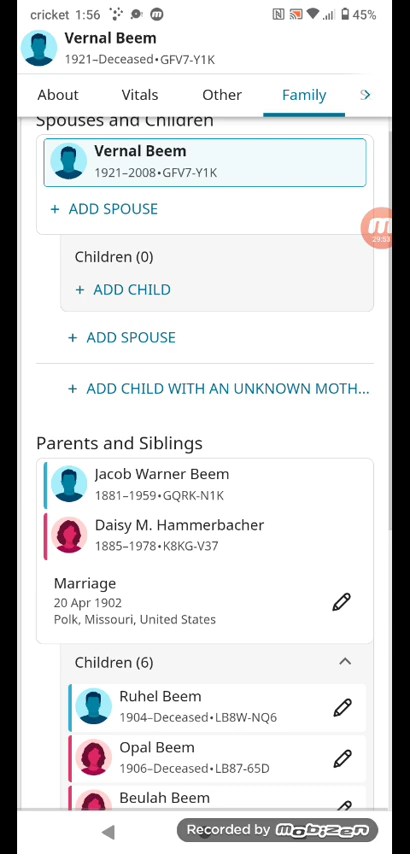 cricket 1:56 45%
Vernal Beem
1921–Deceased•GFV7-Y1K
About Vitals Other Family
Spouses and Children
Vernal Beem
1921–2008•GFV7-Y1K
+ ADD SPOUSE
29:53
Children (0)
+ ADD CHILD
+ ADD SPOUSE
+ ADD CHILD WITH AN UNKNOWN MOTH...
Parents and Siblings
Jacob Warner Beem
1881–1959•GQRK-N1K
Daisy M. Hammerbacher
1885–1978•K8KG-V37
Marriage
20 Apr 1902
Polk, Missouri, United States
Children (6)
Ruhel Beem
1904–Deceased•LB8W-NQ6
Opal Beem
1906–Deceased•LB87-65D
Beulah Beem
Recorded by mobizen